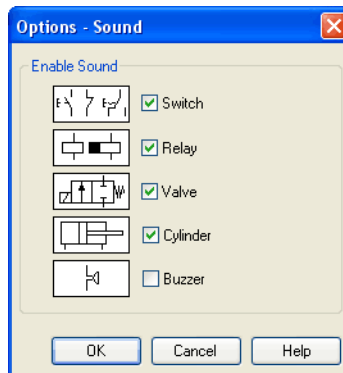 Options - Sound
Enable Sound
Switch
Relay
Valve
Cylinder
Buzzer
OK Cancel Help